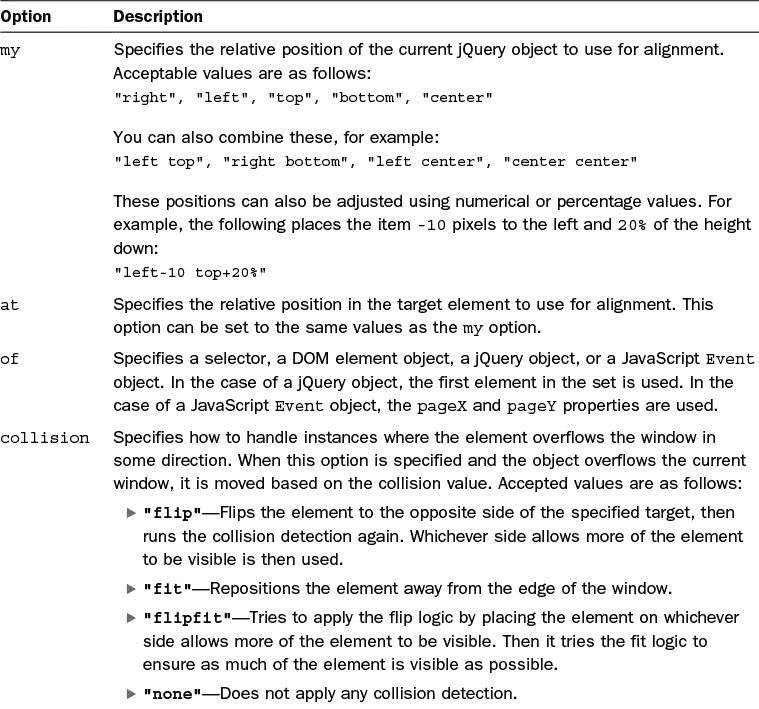 Option Description
my Specifies the relative position of the current jQuery object to use for alignment.
Acceptable values are as follows:
"right", "left", "top", "bottom", "center"
You can also combine these, for example:
"left top", "right bottom", "left center", "center center"
These positions can also be adjusted using numerical or percentage values. For
example, the following places the item -10 pixels to the left and 20% of the height
down:
"left-10 top+20%"
at Specifies the relative position in the target element to use for alignment. This
option can be set to the same values as the my option.
of Specifies a selector, a DOM element object, a jQuery object, or a JavaScript Event
object. In the case of a jQuery object, the first element in the set is used. In the
case of a JavaScript Event object, the pageX and pageY properties are used.
collision Specifies how to handle instances where the element overflows the window in
some direction. When this option is specified and the object overflows the current
window, it is moved based on the collision value. Accepted values are as follows:
▶ "flip"—Flips the element to the opposite side of the specified target, then
runs the collision detection again. Whichever side allows more of the element
to be visible is then used.
▶ "fit"—Repositions the element away from the edge of the window.
▶ "flipfit"—Tries to apply the flip logic by placing the element on whichever
side allows more of the element to be visible. Then it tries the fit logic to
ensure as much of the element is visible as possible.
▶ "none"—Does not apply any collision detection.